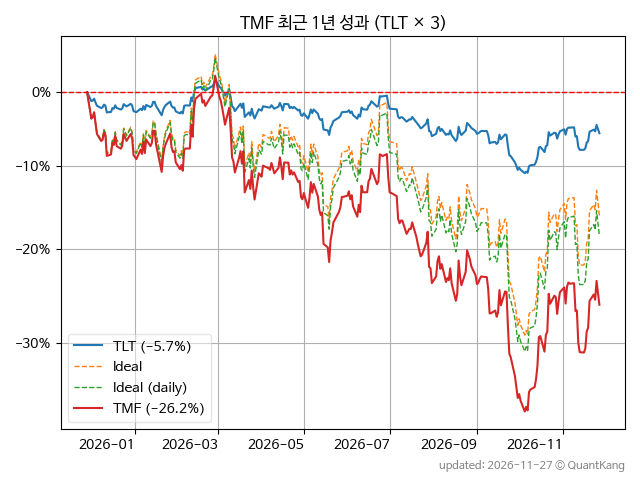 TMF 최근 1년 성과 (TLT × 3)
0%
−10%
−20%
−30%
TLT (−5.7%)
Ideal
Ideal (daily)
TMF (−26.2%)
2026−01 2026−03 2026−05 2026−07 2026−09 2026−11
updated: 2026-11-27 © QuantKang